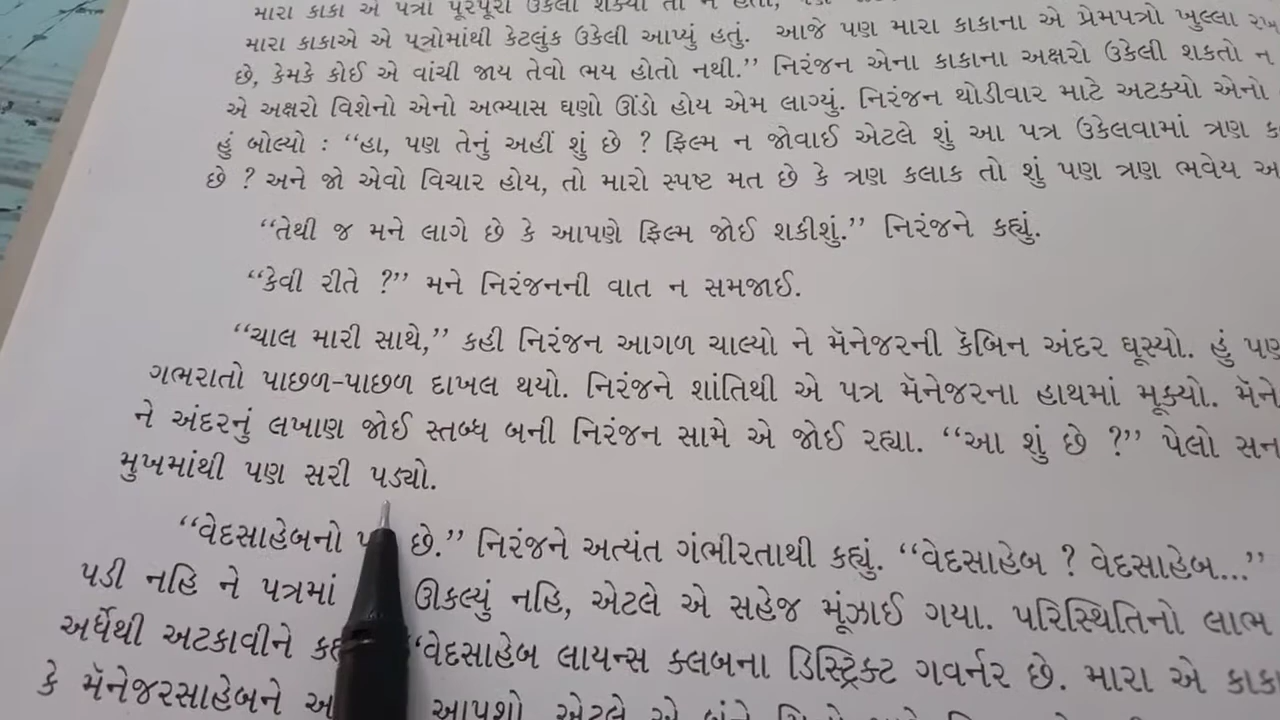 મારા કાકા એ પત્રો પૂરેપૂરા ઉકેલી શક્યા તો ન હતા,
મારા કાકાએ એ પત્રોમાંથી કેટલુંક ઉકેલી આપ્યું હતું. આજે પણ મારા કાકાના એ પ્રેમપત્રો ખુલ્લા
છે, કેમકે કોઈ એ વાંચી જાય તેવો ભય હોતો નથી.” નિરંજન એના કાકાના અક્ષરો ઉકેલી શકતો ન
એ અક્ષરો વિશેનો એનો અભ્યાસ ઘણો ઊંડો હોય એમ લાગ્યું. નિરંજન થોડીવાર માટે અટક્યો એનો
હું બોલ્યો : “હા, પણ તેનું અહીં શું છે ? ફિલ્મ ન જોવાઈ એટલે શું આ પત્ર ઉકેલવામાં ત્રણ ક
છે ? અને જો એવો વિચાર હોય, તો મારો સ્પષ્ટ મત છે કે ત્રણ કલાક તો શું પણ ત્રણ ભવેય
“તેથી જ મને લાગે છે કે આપણે ફિલ્મ જોઈ શકીશું.” નિરંજને કહ્યું.
“કેવી રીતે ?” મને નિરંજનની વાત ન સમજાઈ.
“ચાલ મારી સાથે,” કહી નિરંજન આગળ ચાલ્યો ને મૅનેજરની કૅબિન અંદર ઘૂસ્યો. હું પણ
ગભરાતો પાછળ-પાછળ દાખલ થયો. નિરંજને શાંતિથી એ પત્ર મૅનેજરના હાથમાં મૂક્યો. મૅને
ને અંદરનું લખાણ જોઈ સ્તબ્ધ બની નિરંજન સામે એ જોઈ રહ્યા. “આ શું છે ?” પેલો સન
મુખમાંથી પણ સરી પડ્યો.
“વેદસાહેબનો છે.” નિરંજને અત્યંત ગંભીરતાથી કહ્યું. “વેદસાહેબ ? વેદસાહેબ...”
પડી નહિ ને પત્રમાં ઊકલ્યું નહિ, એટલે એ સહેજ મૂંઝાઈ ગયા. પરિસ્થિતિનો લાભ
અર્ધેથી અટકાવીને “વેદસાહેબ લાયન્સ ક્લબના ડિસ્ટ્રિક્ટ ગવર્નર છે. મારા એ કાકા
કે મૅનેજરસાહેબને આપશો એટલે એ